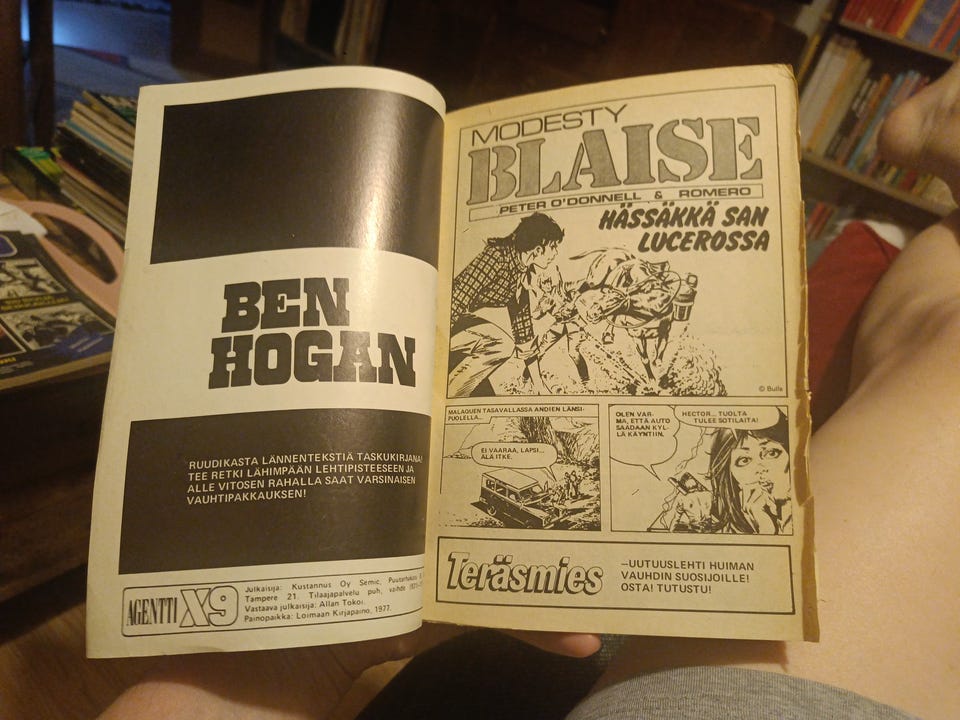 BEN
HOGAN
RUUDIKASTA LÄNNENTEKSTIÄ TASKUKIRJANA!
TEE RETKI LÄHIMPÄÄN LEHTIPISTEESEEN JA
ALLE VITOSEN RAHALLA SAAT VARSINAISEN
VAUHTIPAKKAUKSEN!
AGENTTI X9
Julkaisija: Kustannus Oy Semic,
Tampere 21. Tilaajapalvelu puh, vaihde
Vastaava julkaisija: Allan Tokoi.
Painopaikka: Loimaan Kirjapaino, 1977.
MODESTY
BLAISE
PETER O'DONNELL & ROMERO
HÄSSÄKKÄ SAN
LUCEROSSA
© Bulls
MALAQUEN TASAVALLASSA ANDIEN LÄNSI-
PUOLELLA...
EI VAARAA, LAPSI...
ÄLÄ ITKE.
OLEN VAR-
MA, ETTÄ AUTO
SAADAAN KYL-
LÄ KÄYNTIIN.
HECTOR... TUOLTA
TULEE SOTILAITA!
Teräsmies
—UUTUUSLEHTI HUIMAN
VAUHDIN SUOSIJOILLE!
OSTA! TUTUSTU!